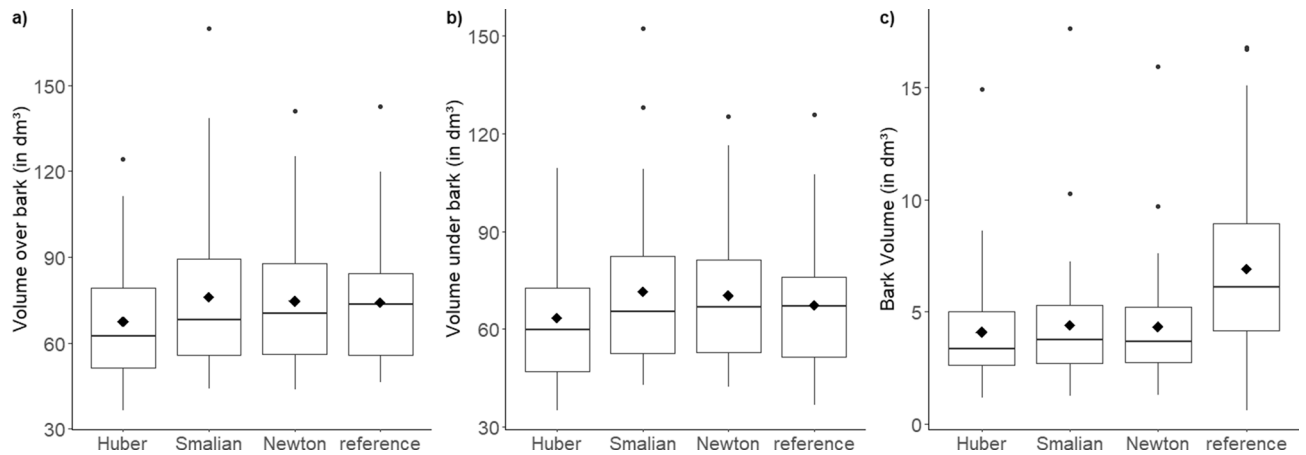 a)
Volume over bark (in dm³)
150
120
90
60
30
Huber Smalian Newton reference
b)
Volume under bark (in dm³)
150
120
90
60
30
Huber Smalian Newton reference
c)
Bark Volume (in dm³)
15
10
5
0
Huber Smalian Newton reference